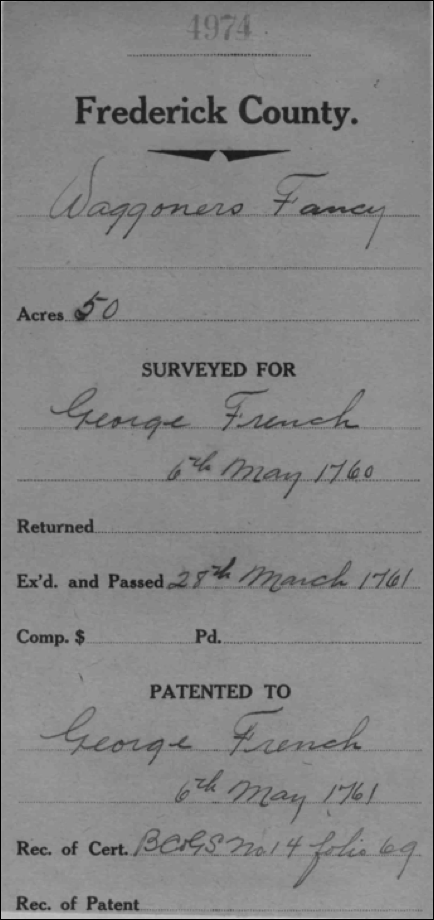 4974
Frederick County.
Waggoners Fancy
Acres 50
SURVEYED FOR
George French
6th May 1760
Returned
Ex'd. and Passed 28th March 1761
Comp. $ Pd.
PATENTED TO
George French
6th May 1761
Rec. of Cert. BC&GS No 14 folio 69
Rec. of Patent